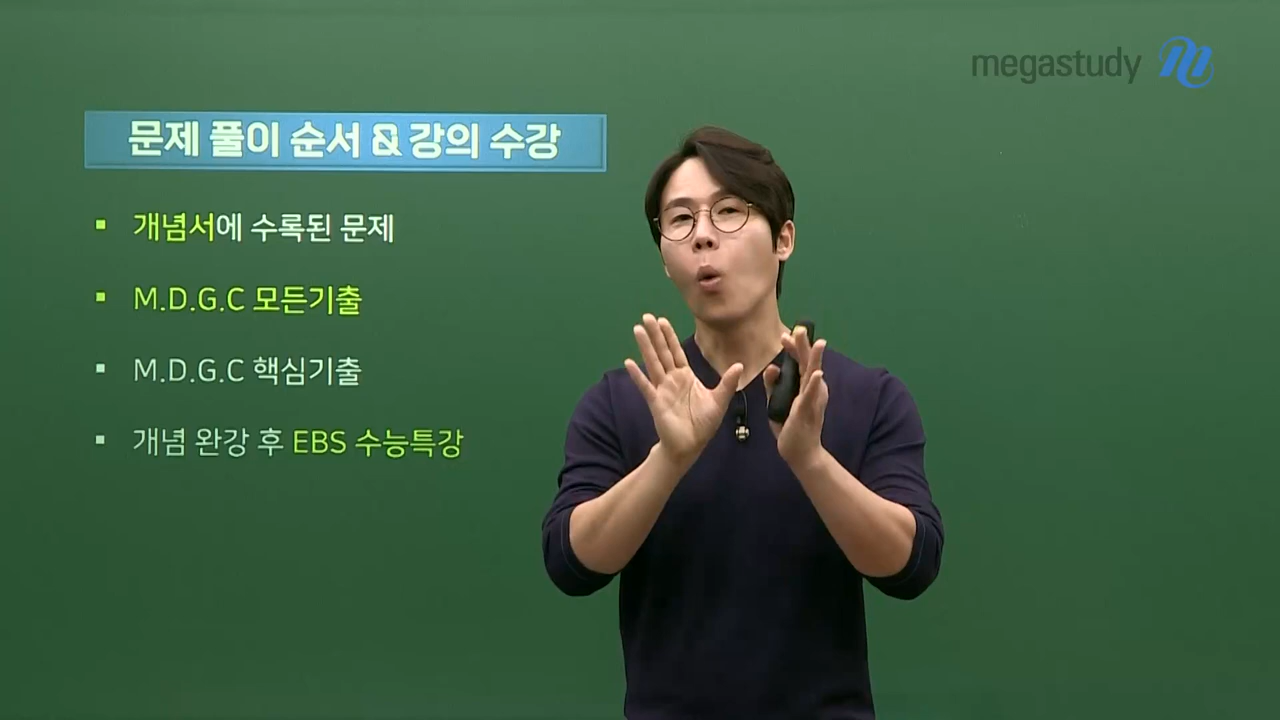 megastudy
문제 풀이 순서 & 강의 수강
개념서에 수록된 문제
M.D.G.C 모든기출
M.D.G.C 핵심기출
개념 완강 후 EBS 수능특강